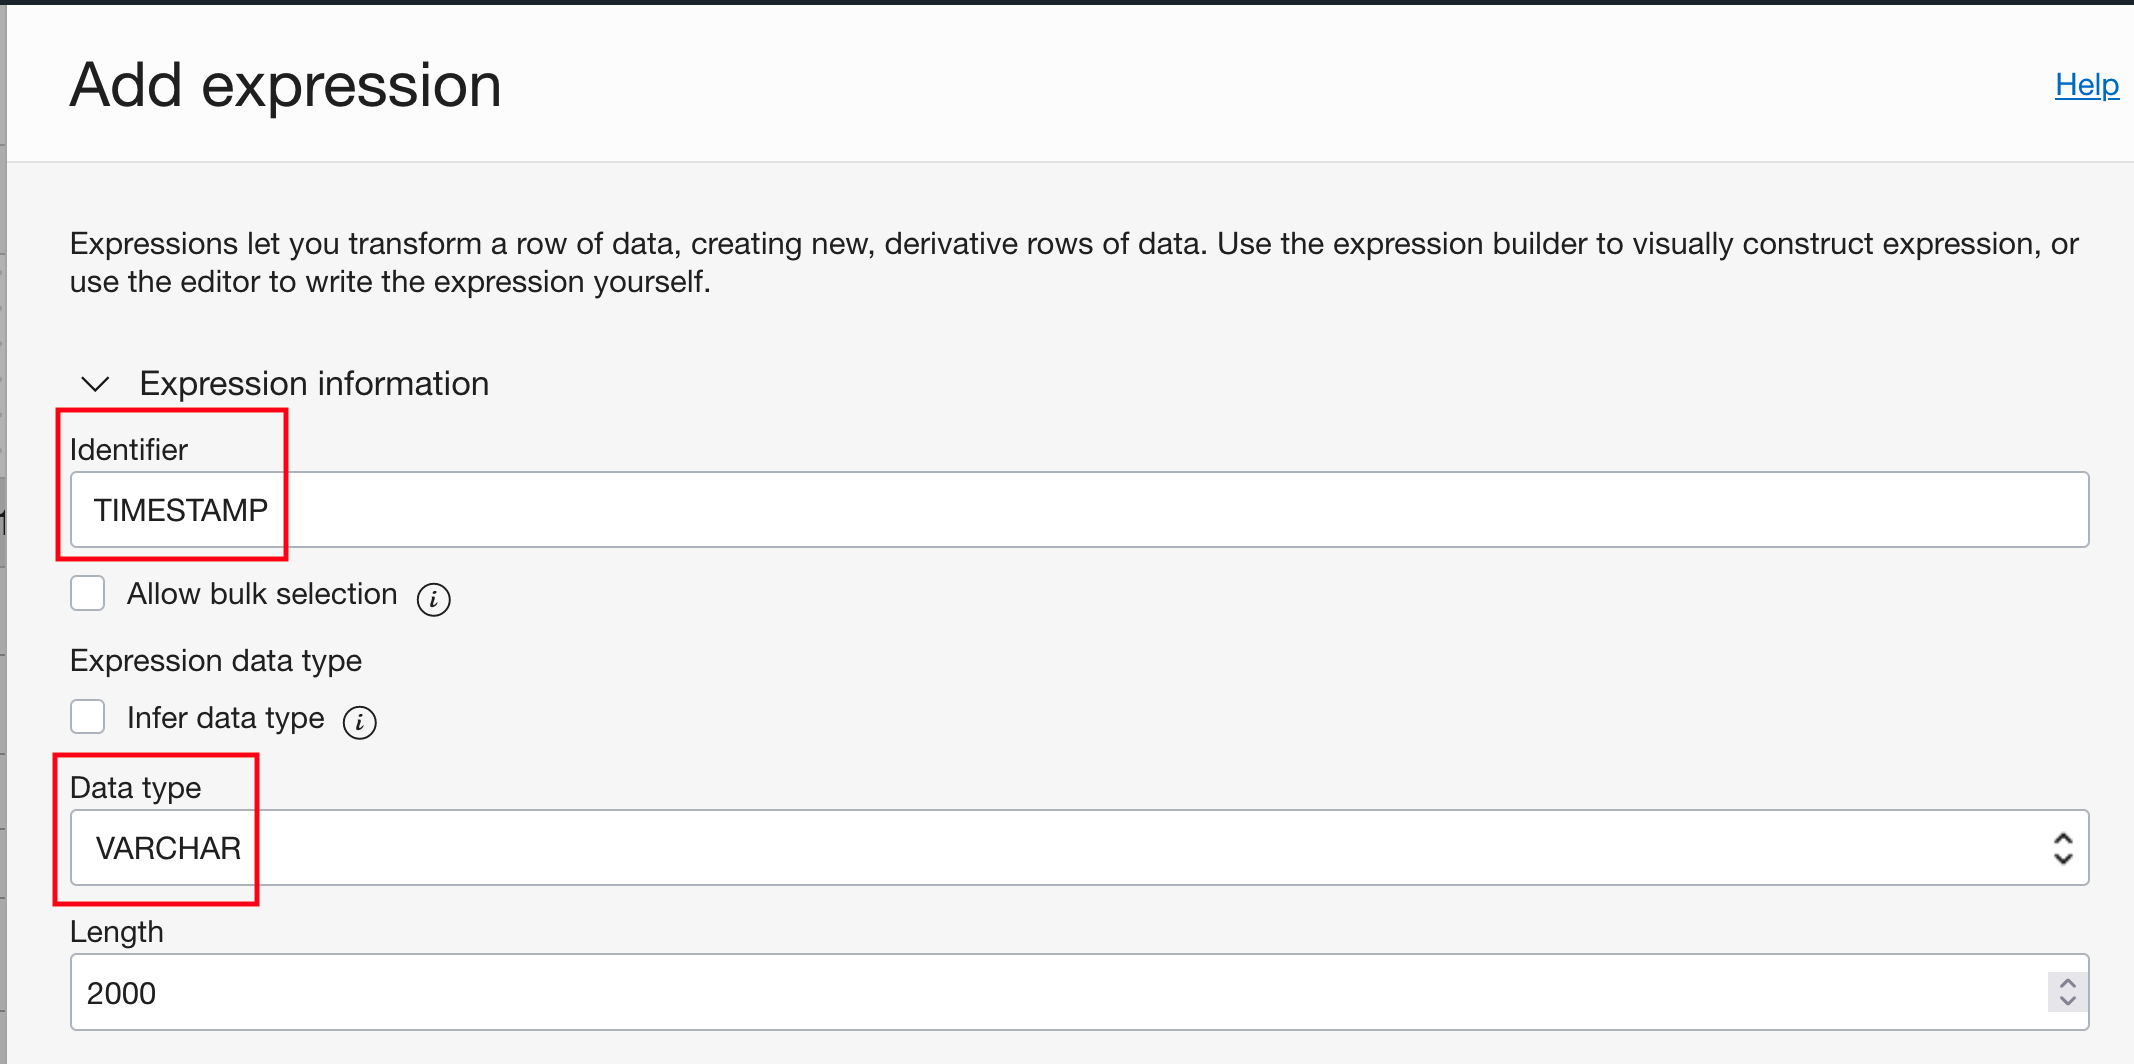 Add expression
Help
Expressions let you transform a row of data, creating new, derivative rows of data. Use the expression builder to visually construct expression, or
use the editor to write the expression yourself.
Expression information
Identifier
TIMESTAMP
Allow bulk selection
Expression data type
Infer data type
Data type
VARCHAR
Length
2000